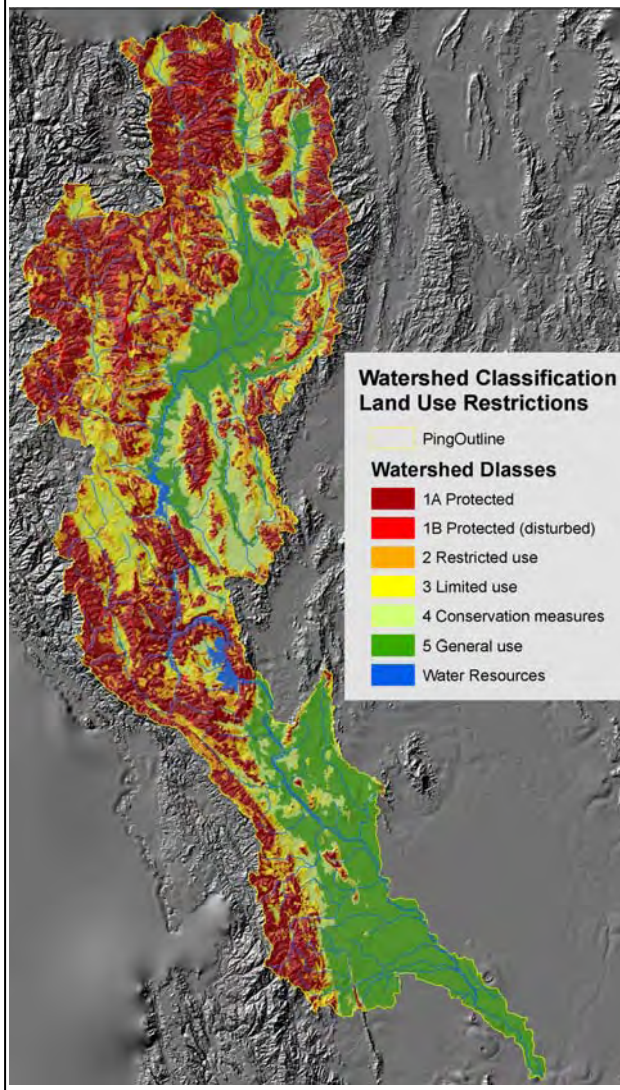 Watershed Classification
Land Use Restrictions
PingOutline
Watershed Dlasses
1A Protected
1B Protected (disturbed)
2 Restricted use
3 Limited use
4 Conservation measures
5 General use
Water Resources